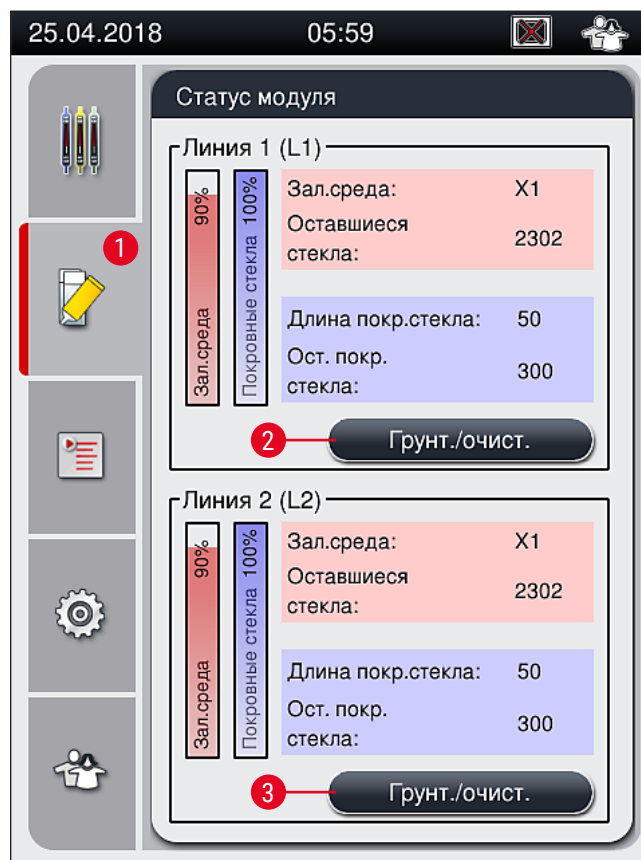 25.04.2018 05:59
Статус модуля
1
Линия 1 (L1)
90%
Зал.среда
Покровные стекла 100%
Зал.среда: X1
Оставшиеся
стекла: 2302
Длина покр.стекла: 50
Ост. покр.
стекла: 300
2 Грунт./очист.
Линия 2 (L2)
90%
Зал.среда
Покровные стекла 100%
Зал.среда: X1
Оставшиеся
стекла: 2302
Длина покр.стекла: 50
Ост. покр.
стекла: 300
3 Грунт./очист.